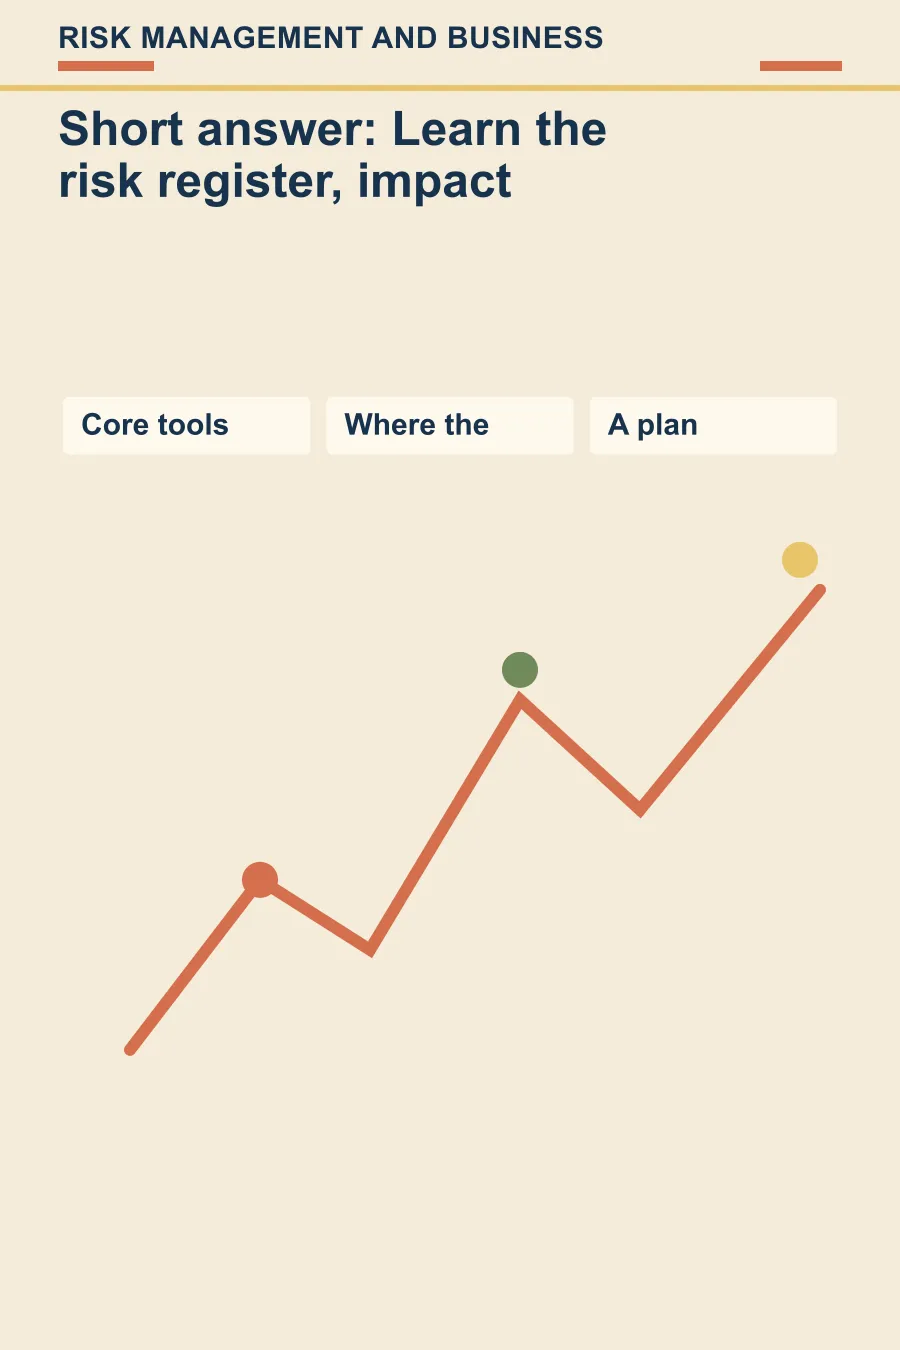 RISK MANAGEMENT AND BUSINESS
Short answer: Learn the
risk register, impact
Core tools
Where the
A plan